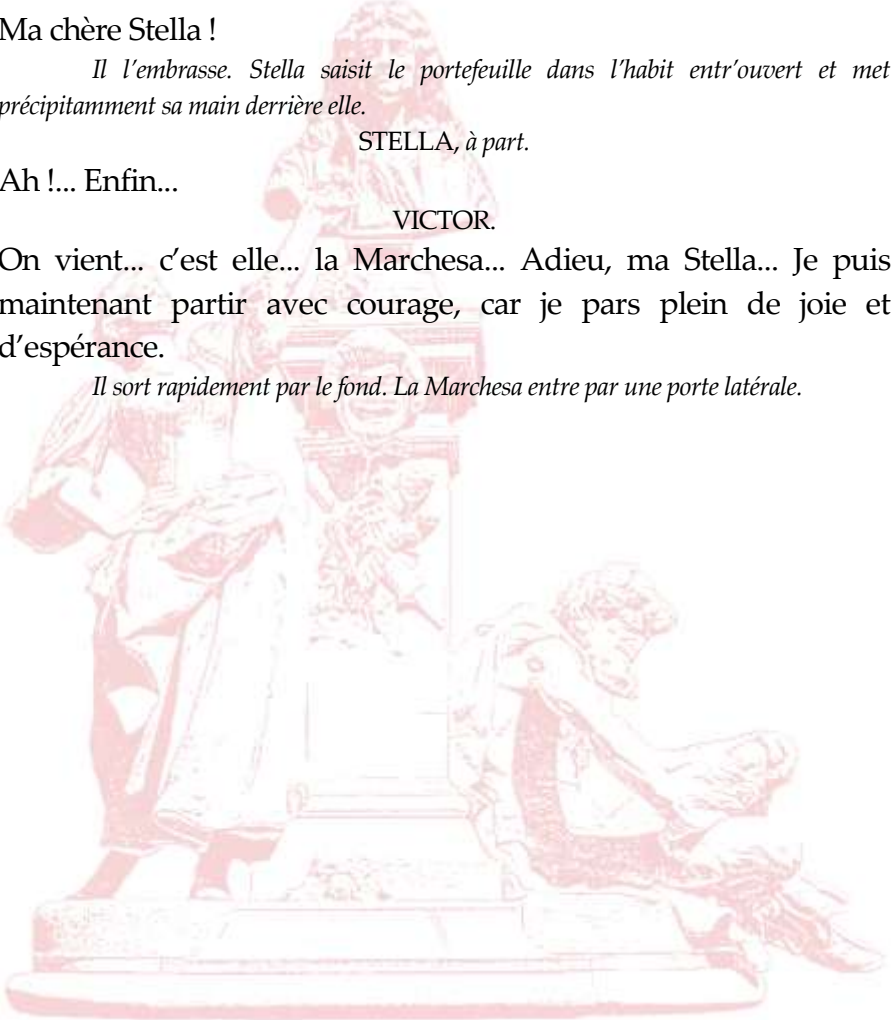 Ma chère Stella !
Il l’embrasse. Stella saisit le portefeuille dans l’habit entr’ouvert et met
précipitamment sa main derrière elle.
STELLA, à part.
Ah !... Enfin...
VICTOR.
On vient... c’est elle... la Marchesa... Adieu, ma Stella... Je puis
maintenant partir avec courage, car je pars plein de joie et
d’espérance.
Il sort rapidement par le fond. La Marchesa entre par une porte latérale.